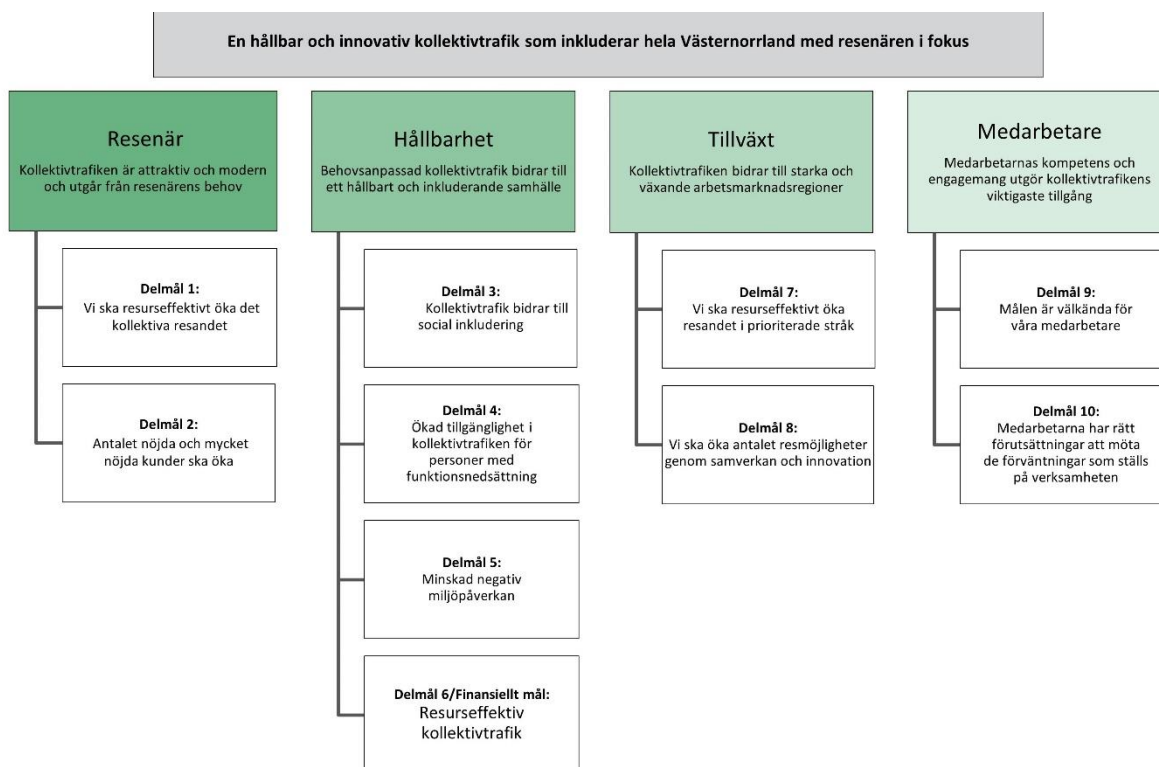 En hållbar och innovativ kollektivtrafik som inkluderar hela Västernorrland med resenären i fokus
Resenär
Kollektivtrafiken är attraktiv och modern
och utgår från resenärens behov
Delmål 1:
Vi ska resurseffektivt öka det
kollektiva resandet
Delmål 2:
Antalet nöjda och mycket
nöjda kunder ska öka
Hållbarhet
Behovsanpassad kollektivtrafik bidrar till
ett hållbart och inkluderande samhälle
Delmål 3:
Kollektivtrafik bidrar till
social inkludering
Delmål 4:
Ökad tillgänglighet i
kollektivtrafiken för
personer med
funktionsnedsättning
Delmål 5:
Minskad negativ
miljöpåverkan
Delmål 6/Finansiellt mål:
Resurseffektiv
kollektivtrafik
Tillväxt
Kollektivtrafiken bidrar till starka och
växande arbetsmarknadsregioner
Delmål 7:
Vi ska resurseffektivt öka
resandet i prioriterade stråk
Delmål 8:
Vi ska öka antalet resmöjligheter
genom samverkan och innovation
Medarbetare
Medarbetarnas kompetens och
engagemang utgör kollektivtrafikens
viktigaste tillgång
Delmål 9:
Målen är välkända för
våra medarbetare
Delmål 10:
Medarbetarna har rätt
förutsättningar att möta
de förväntningar som ställs
på verksamheten